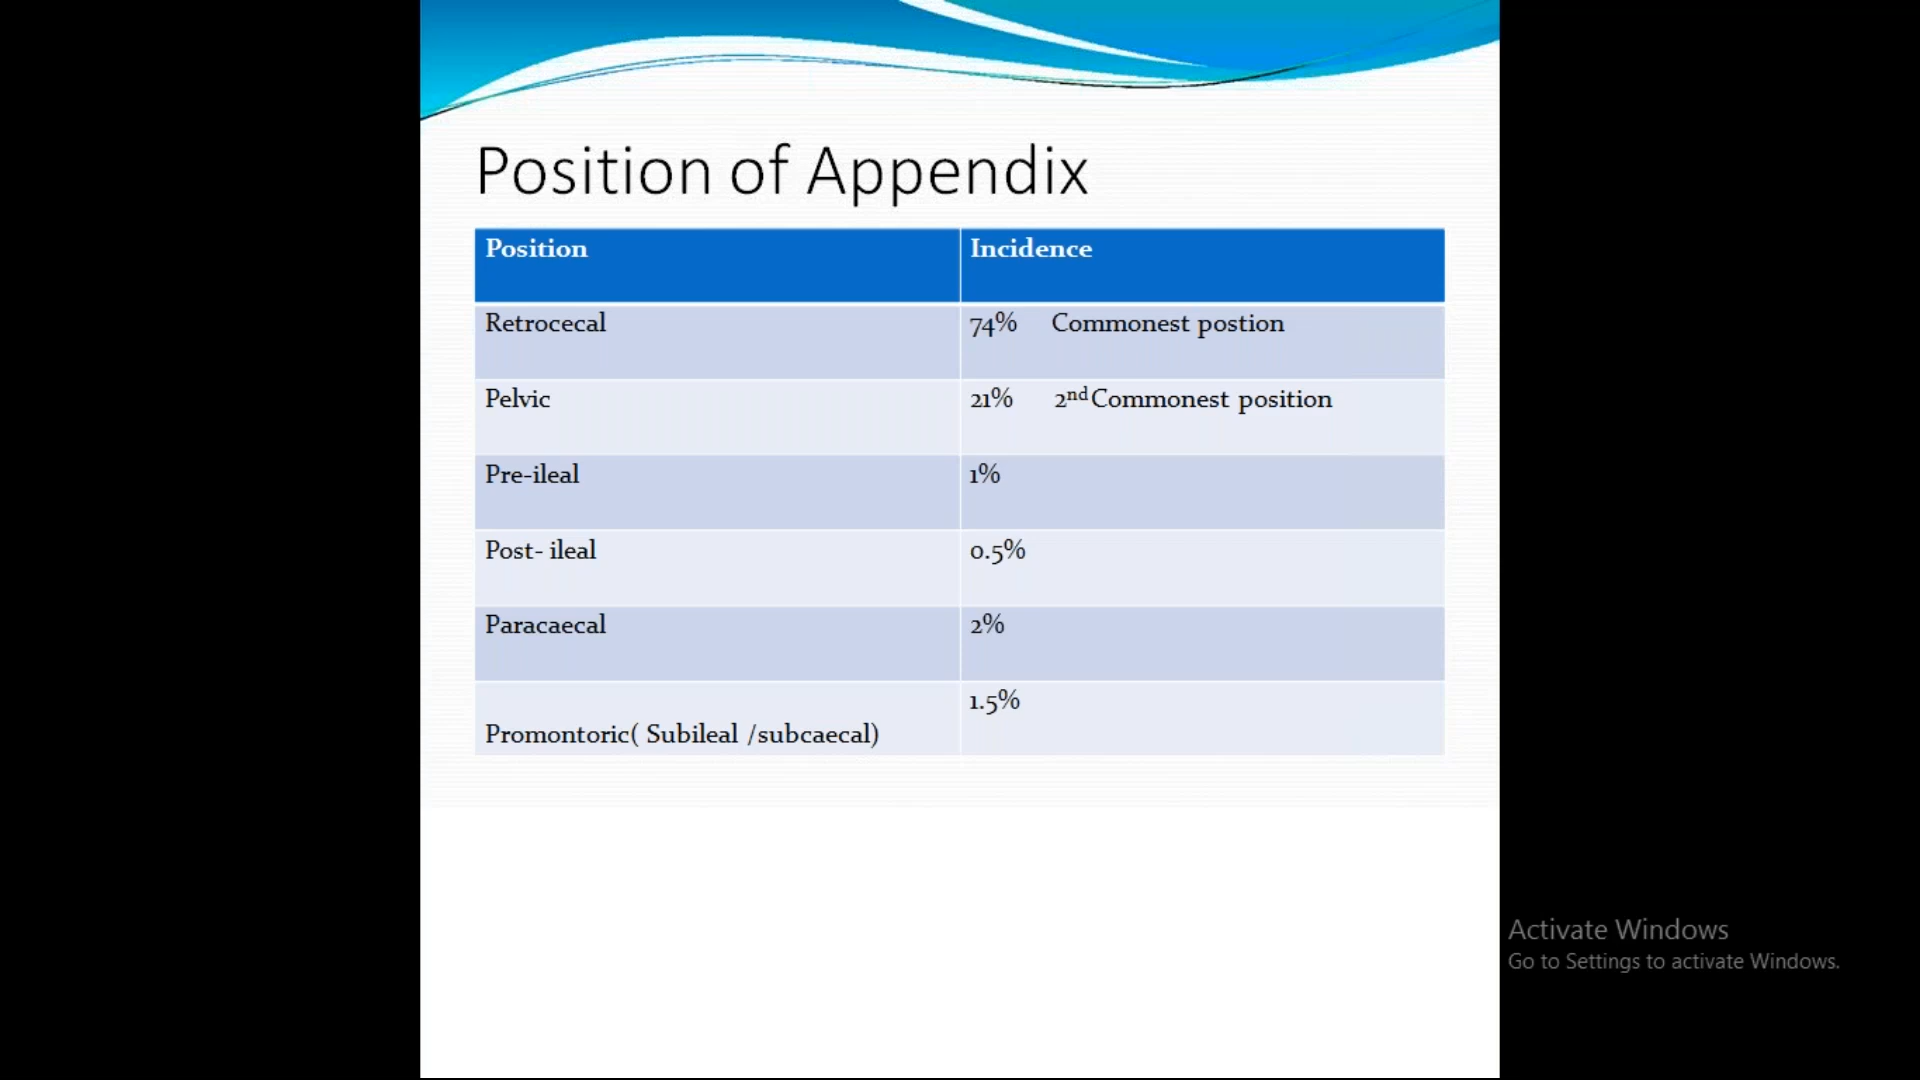 Position of Appendix
Position Incidence
Retrocecal 74% Commonest postion
Pelvic 21% 2nd Commonest position
Pre-ileal 1%
Post- ileal 0.5%
Paracaecal 2%
1.5%
Promontoric( Subileal /subcaecal)
Activate Windows
Go to Settings to activate Windows.